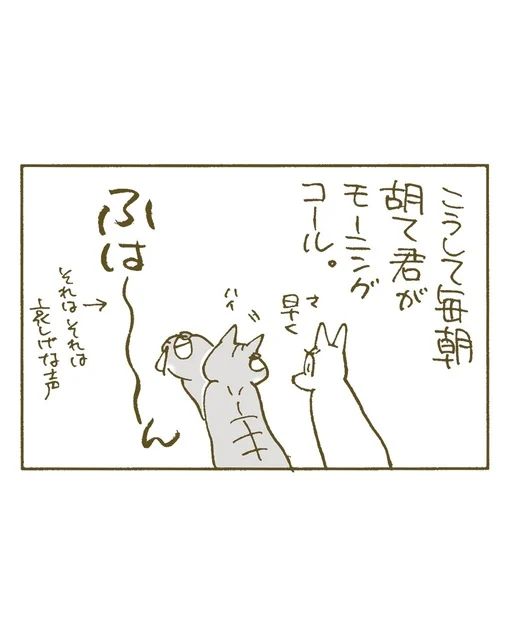 こうして毎朝
胡て君が
モーニング
コール。
さ
早く
ハイ
ふは〜〜ん
→
それはそれは
哀しげな声